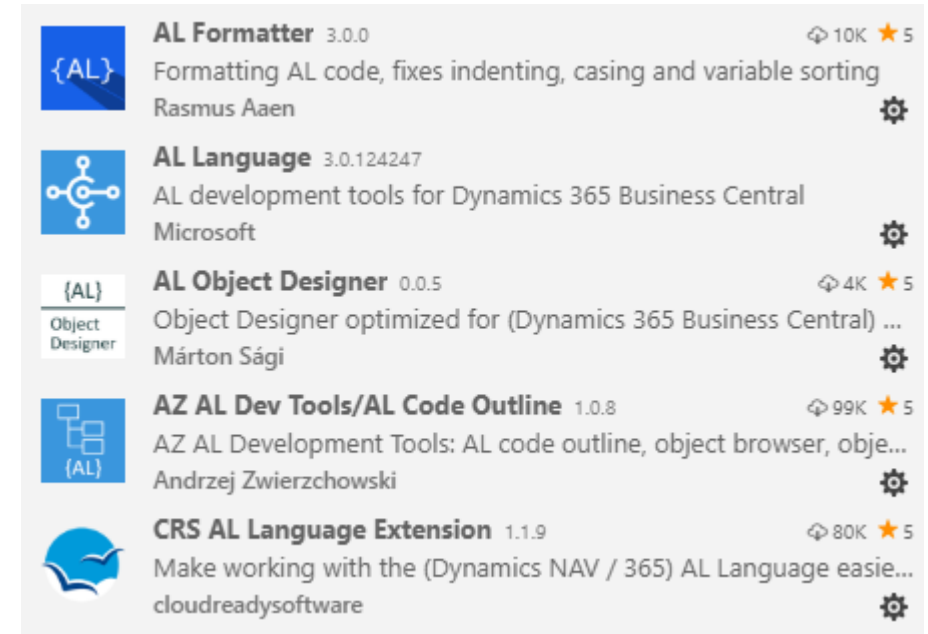 {AL}
AL Formatter 3.0.0 10K ★ 5
Formatting AL code, fixes indenting, casing and variable sorting
Rasmus Aaen
AL Language 3.0.124247
AL development tools for Dynamics 365 Business Central
Microsoft
{AL}
Object
Designer
AL Object Designer 0.0.5 4K ★ 5
Object Designer optimized for (Dynamics 365 Business Central) ...
Márton Sági
{AL}
AZ AL Dev Tools/AL Code Outline 1.0.8 99K ★ 5
AZ AL Development Tools: AL code outline, object browser, obje...
Andrzej Zwierzchowski
CRS AL Language Extension 1.1.9 80K ★ 5
Make working with the (Dynamics NAV / 365) AL Language easie...
cloudreadysoftware